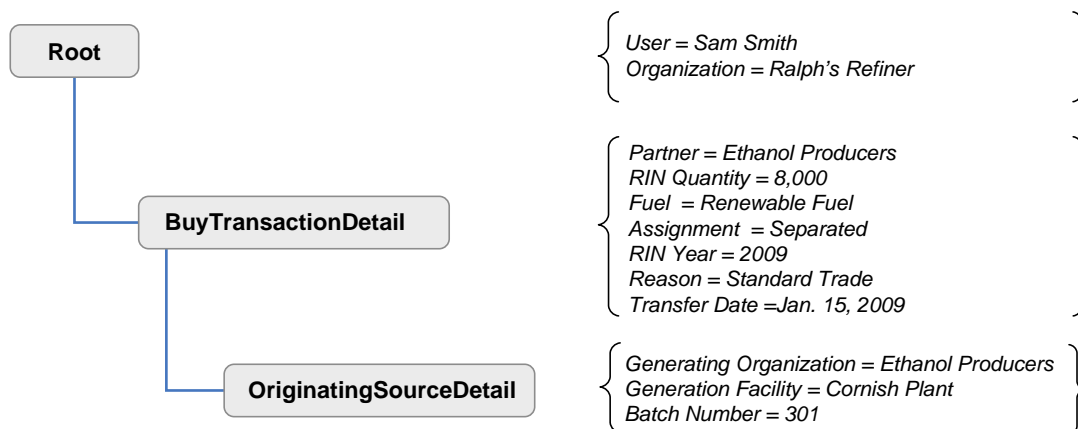 Root
User = Sam Smith
Organization = Ralph's Refiner
BuyTransactionDetail
Partner = Ethanol Producers
RIN Quantity = 8,000
Fuel = Renewable Fuel
Assignment = Separated
RIN Year = 2009
Reason = Standard Trade
Transfer Date =Jan. 15, 2009
OriginatingSourceDetail
Generating Organization = Ethanol Producers
Generation Facility = Cornish Plant
Batch Number = 301